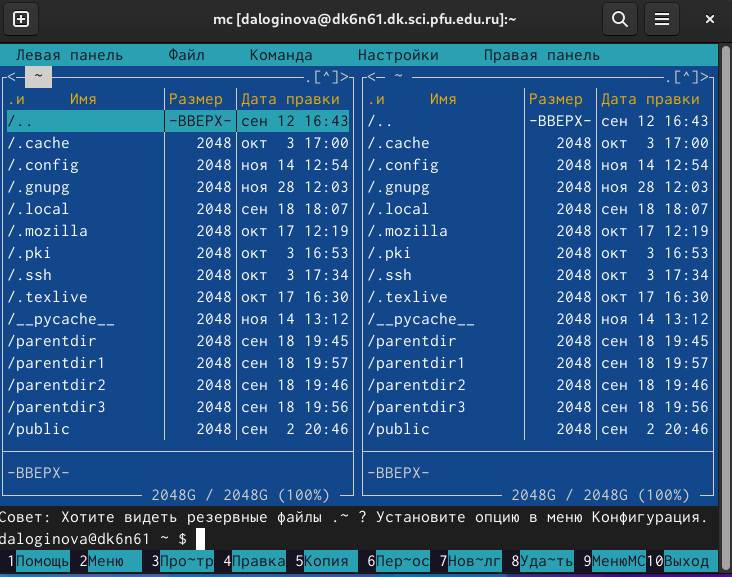 mc [daloginova@dk6n61.dk.sci.pfu.edu.ru]:~
Левая панель Файл Команда Настройки Правая панель
<─ ~ .[^]> <─ ~ .[^]>
.и Имя Размер Дата правки .и Имя Размер Дата правки
/.. -ВВЕРХ- сен 12 16:43 /.. -ВВЕРХ- сен 12 16:43
/.cache 2048 окт 3 17:00 /.cache 2048 окт 3 17:00
/.config 2048 ноя 14 12:54 /.config 2048 ноя 14 12:54
/.gnupg 2048 ноя 28 12:03 /.gnupg 2048 ноя 28 12:03
/.local 2048 сен 18 18:07 /.local 2048 сен 18 18:07
/.mozilla 2048 окт 17 12:19 /.mozilla 2048 окт 17 12:19
/.pki 2048 окт 3 16:53 /.pki 2048 окт 3 16:53
/.ssh 2048 окт 3 17:34 /.ssh 2048 окт 3 17:34
/.texlive 2048 окт 17 16:30 /.texlive 2048 окт 17 16:30
/__pycache__ 2048 ноя 14 13:12 /__pycache__ 2048 ноя 14 13:12
/parentdir 2048 сен 18 19:45 /parentdir 2048 сен 18 19:45
/parentdir1 2048 сен 18 19:57 /parentdir1 2048 сен 18 19:57
/parentdir2 2048 сен 18 19:46 /parentdir2 2048 сен 18 19:46
/parentdir3 2048 сен 18 19:56 /parentdir3 2048 сен 18 19:56
/public 2048 сен 2 20:46 /public 2048 сен 2 20:46
-ВВЕРХ- -ВВЕРХ-
2048G / 2048G (100%) 2048G / 2048G (100%)
Совет: Хотите видеть резервные файлы .~ ? Установите опцию в меню Конфигурация.
daloginova@dk6n61 ~ $
1Помощь 2Меню 3Про~тр 4Правка 5Копия 6Пер~ос 7Нов~лг 8Уда~ть 9МенюМС 10Выход